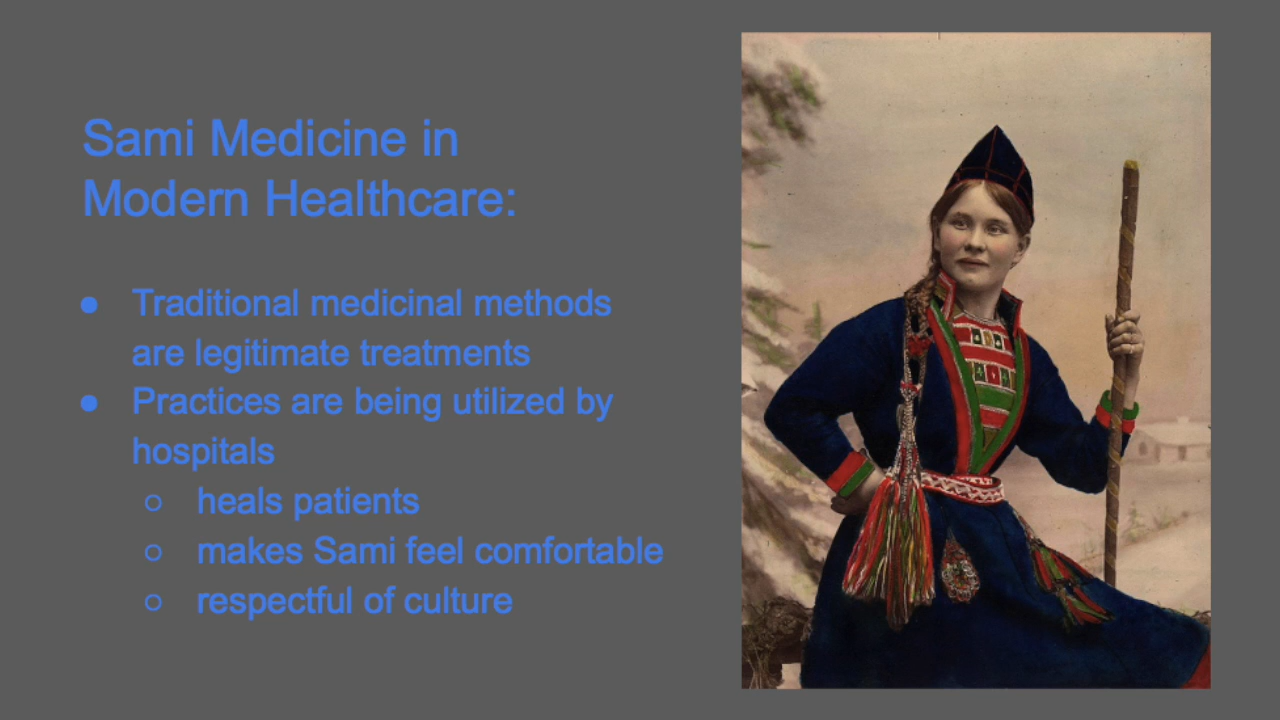 Sami Medicine in
Modern Healthcare:
● Traditional medicinal methods
are legitimate treatments
● Practices are being utilized by
hospitals
○ heals patients
○ makes Sami feel comfortable
○ respectful of culture